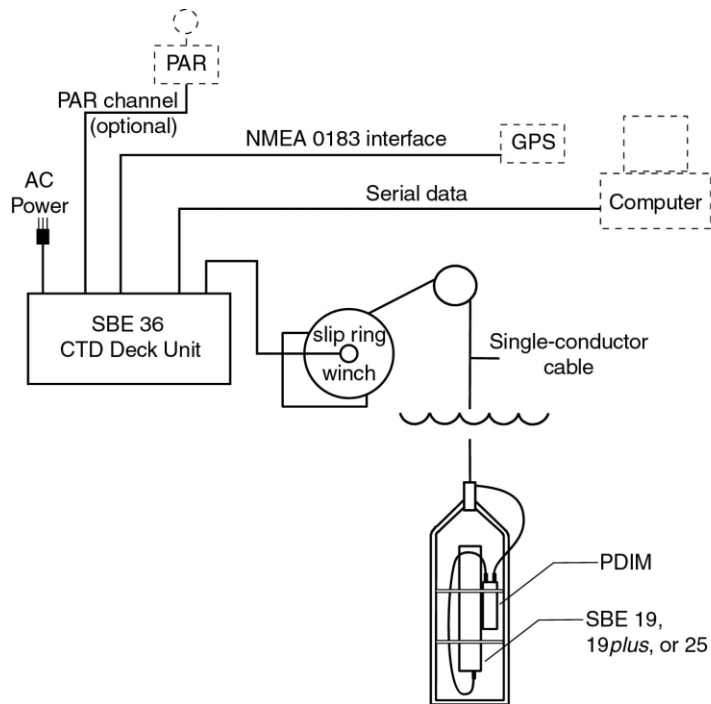 PAR
PAR channel
(optional)
NMEA 0183 interface
GPS
AC
Power
Serial data
Computer
SBE 36
CTD Deck Unit
slip ring
winch
Single-conductor
cable
PDIM
SBE 19,
19plus, or 25